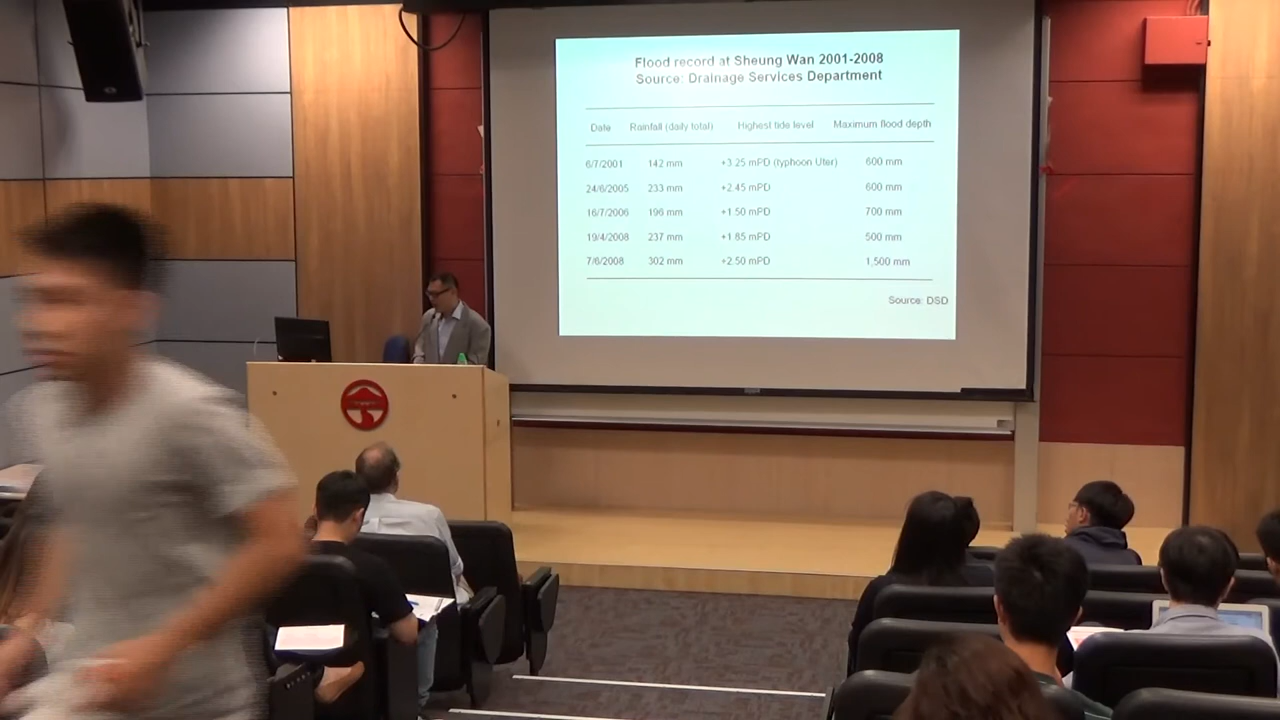 Flood record at Sheung Wan 2001-2008
Source: Drainage Services Department
Date Rainfall (daily total) Highest tide level Maximum flood depth
6/7/2001 142 mm +3.25 mPD (typhoon Uter) 600 mm
24/6/2005 233 mm +2.45 mPD 600 mm
16/7/2006 196 mm +1.50 mPD 700 mm
19/4/2008 237 mm +1.85 mPD 500 mm
7/6/2008 302 mm +2.50 mPD 1,500 mm
Source: DSD